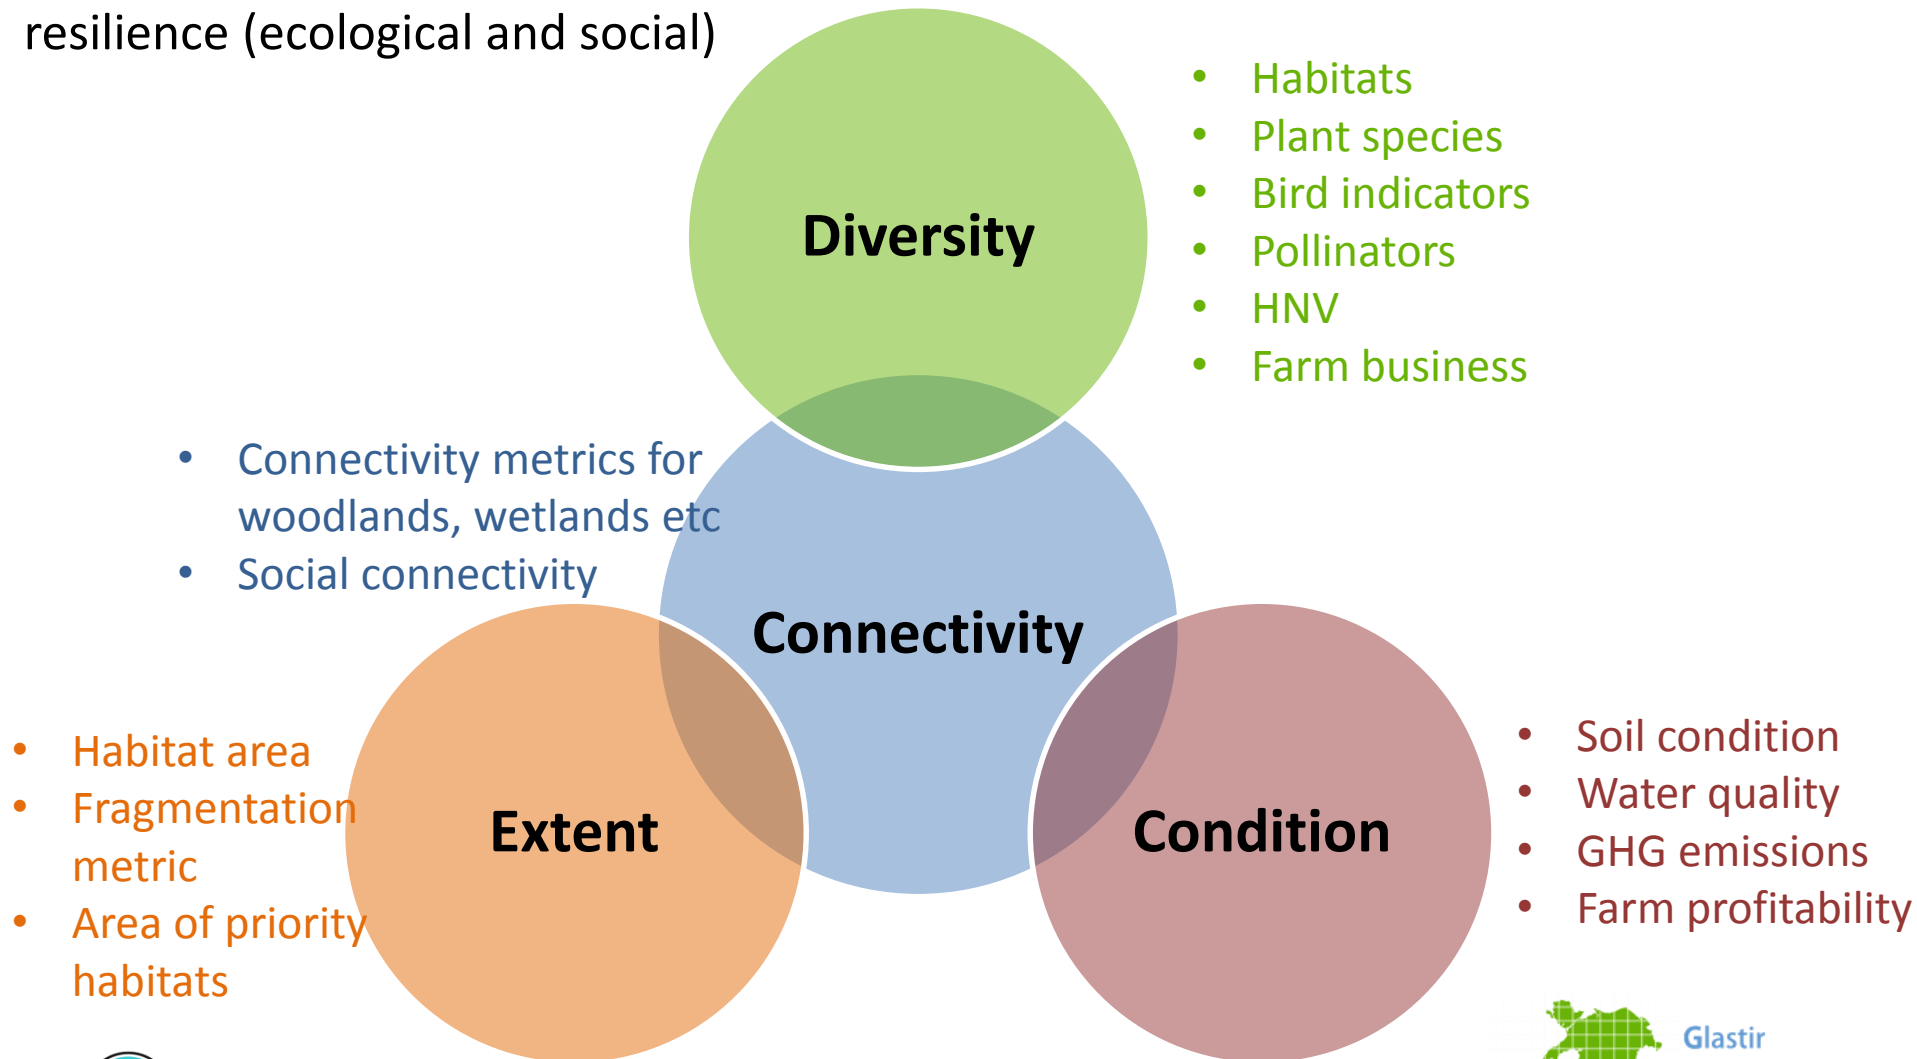 resilience (ecological and social)
Diversity
• Habitats
• Plant species
• Bird indicators
• Pollinators
• HNV
• Farm business
• Connectivity metrics for
woodlands, wetlands etc
• Social connectivity
Connectivity
• Habitat area
• Fragmentation
metric
• Area of priority
habitats
Extent
Condition
• Soil condition
• Water quality
• GHG emissions
• Farm profitability
Glastir